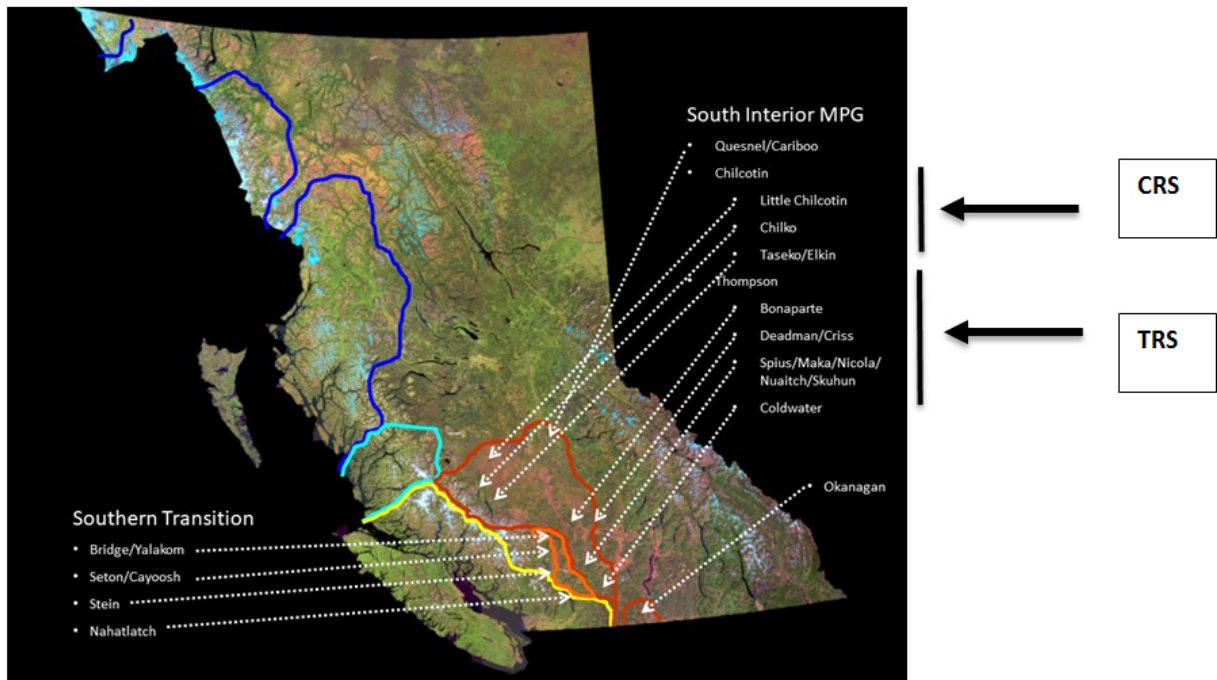 South Interior MPG
• Quesnel/Cariboo
• Chilcotin
• Little Chilcotin
• Chilko
• Taseko/Elkin
• Thompson
• Bonaparte
• Deadman/Criss
• Spius/Maka/Nicola/
Nuaitch/Skuhun
• Coldwater
• Okanagan
Southern Transition
• Bridge/Yalakom
• Seton/Cayoosh
• Stein
• Nahatlatch
CRS
TRS